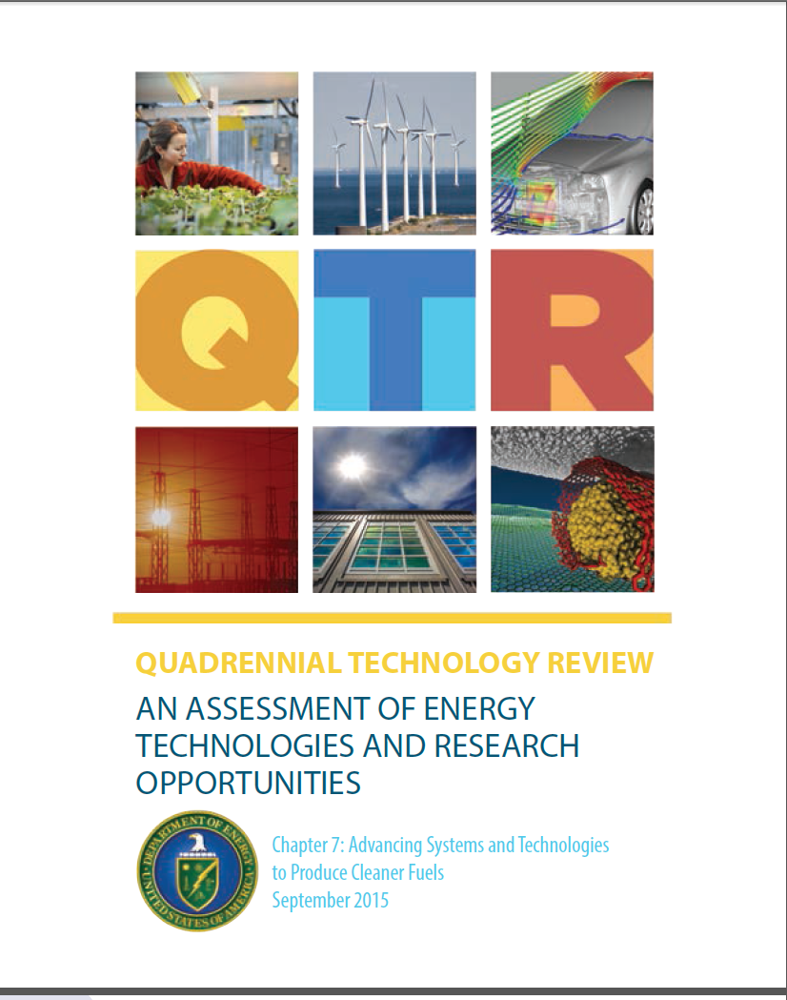 QTR
QUADRENNIAL TECHNOLOGY REVIEW
AN ASSESSMENT OF ENERGY
TECHNOLOGIES AND RESEARCH
OPPORTUNITIES
DEPARTMENT OF ENERGY
UNITED STATES OF AMERICA
Chapter 7: Advancing Systems and Technologies
to Produce Cleaner Fuels
September 2015